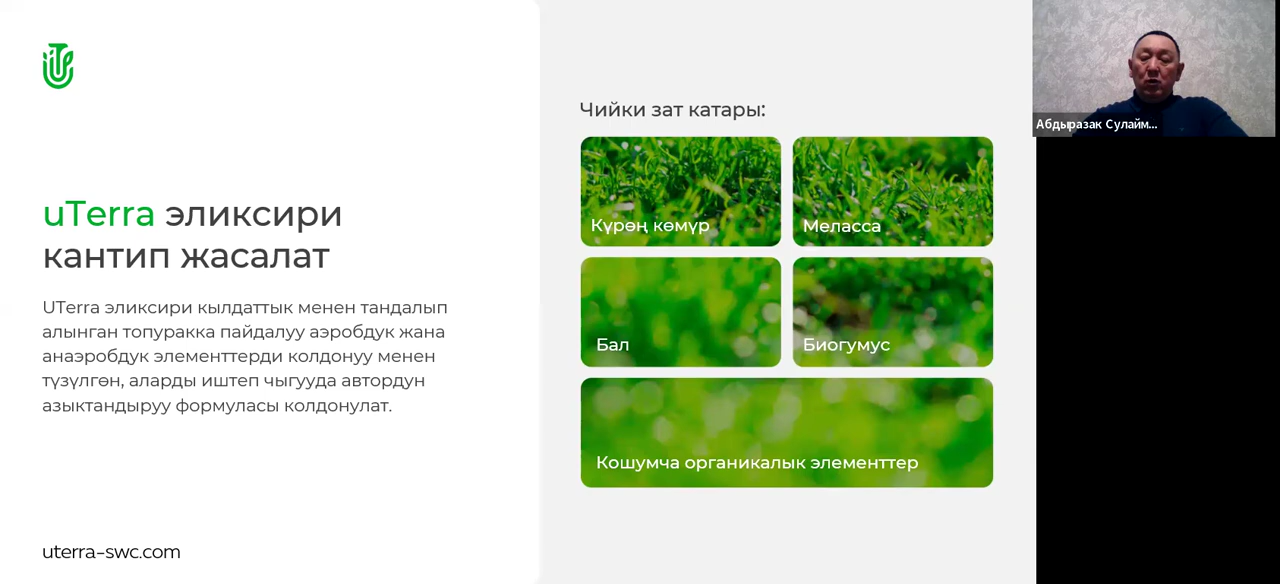 uTerra эликсири
кантип жасалат
UTerra эликсири кылдаттык менен тандалып
алынган топуракка пайдалуу аэробдук жана
анаэробдук элементтерди колдонуу менен
түзүлгөн, аларды иштеп чыгууда автордун
азыктандыруу формуласы колдонулат.
uterra-swc.com
Чийки зат катары:
Күрөң көмүр
Меласса
Бал
Биогумус
Кошумча органикалык элементтер
Абдыразак Сулайм...